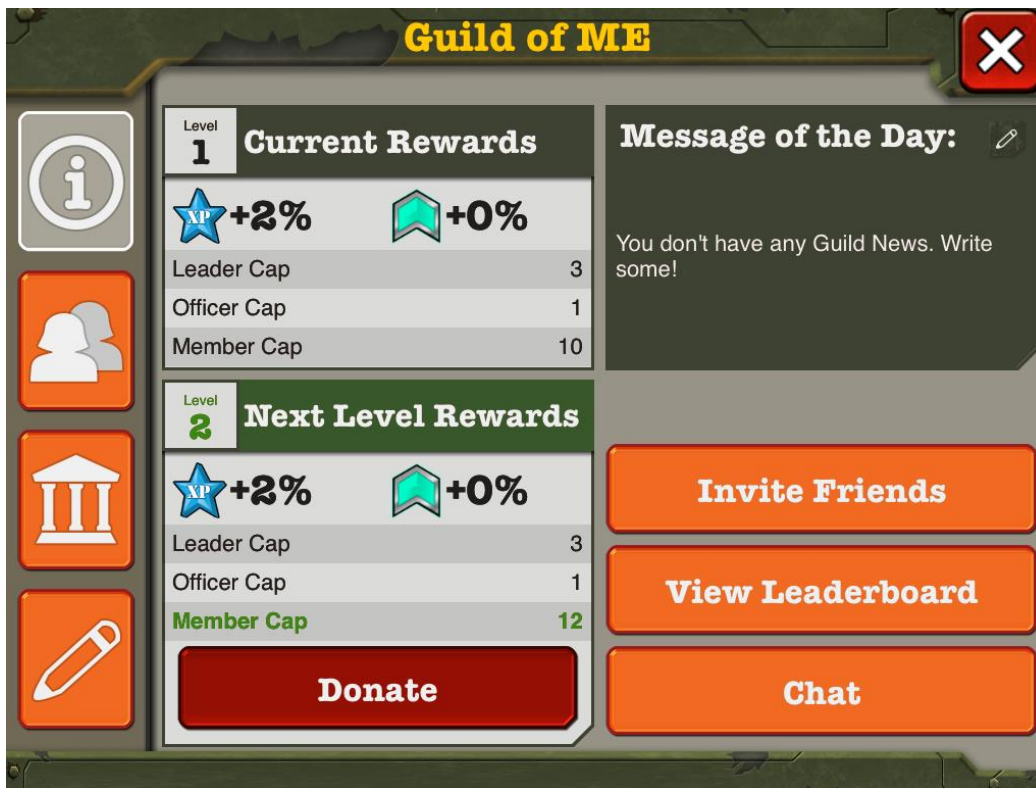 Guild of ME
Level
1
Current Rewards
XP +2%
+0%
Leader Cap 3
Officer Cap 1
Member Cap 10
Message of the Day:
You don't have any Guild News. Write
some!
Level
2
Next Level Rewards
XP +2%
+0%
Leader Cap 3
Officer Cap 1
Member Cap 12
Donate
Invite Friends
View Leaderboard
Chat